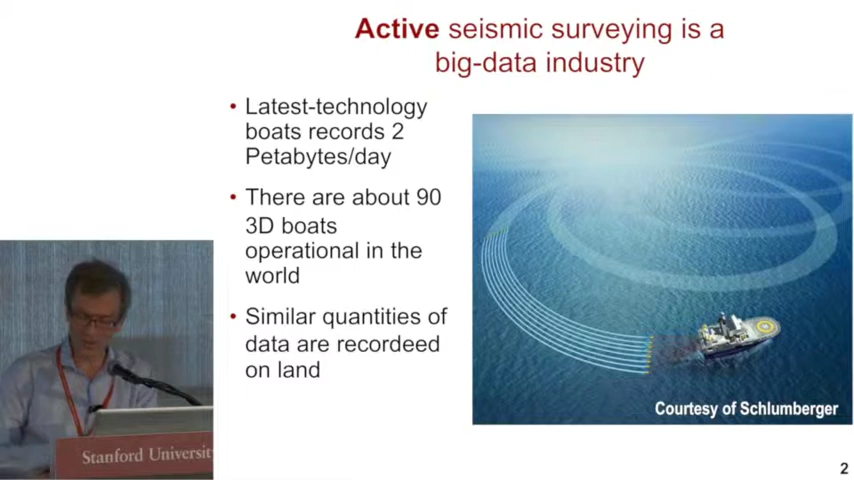 Active seismic surveying is a
big-data industry
• Latest-technology
boats records 2
Petabytes/day
• There are about 90
3D boats
operational in the
world
• Similar quantities of
data are recordeed
on land
Courtesy of Schlumberger
Stanford University
2